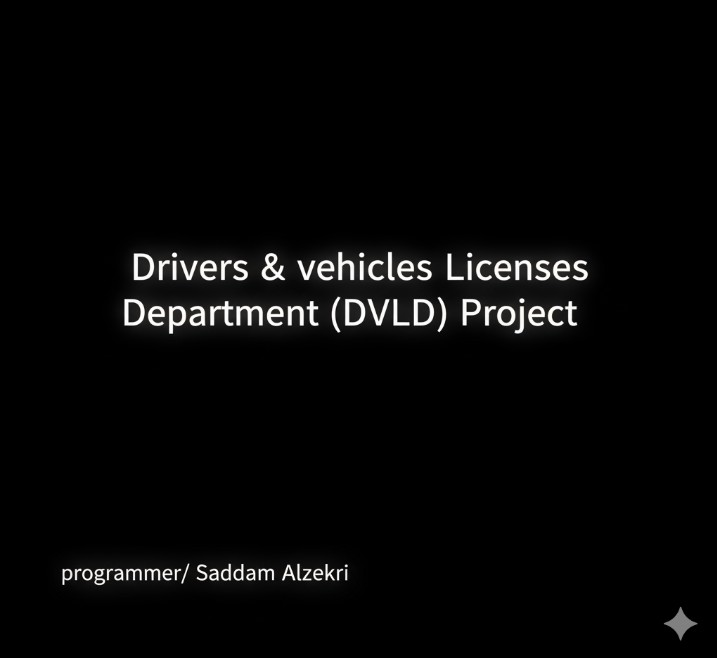 Drivers & vehicles Licenses
Department (DVLD) Project
programmer/ Saddam Alzekri